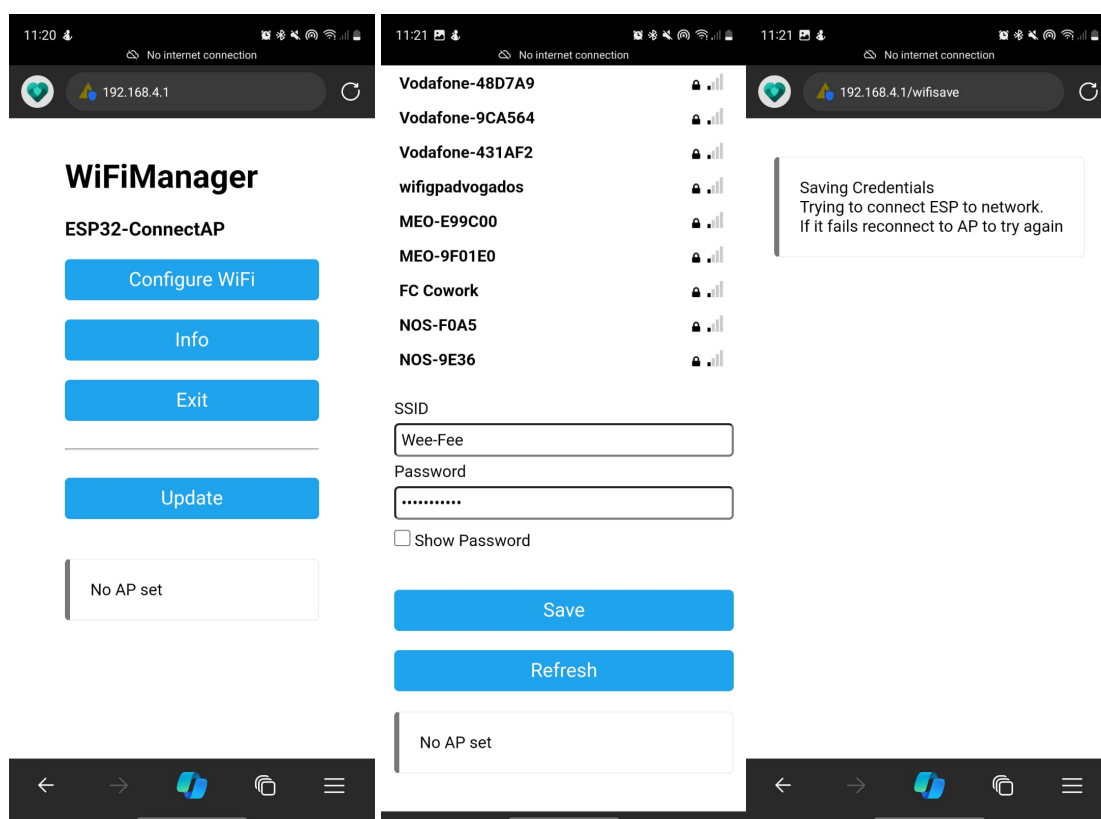 11:20
No internet connection
192.168.4.1
WiFiManager
ESP32-ConnectAP
Configure WiFi
Info
Exit
Update
No AP set
11:21
No internet connection
Vodafone-48D7A9
Vodafone-9CA564
Vodafone-431AF2
wifigpadvogados
MEO-E99C00
MEO-9F01E0
FC Cowork
NOS-F0A5
NOS-9E36
SSID
Wee-Fee
Password
•••••••••••
Show Password
Save
Refresh
No AP set
11:21
No internet connection
192.168.4.1/wifisave
Saving Credentials
Trying to connect ESP to network.
If it fails reconnect to AP to try again